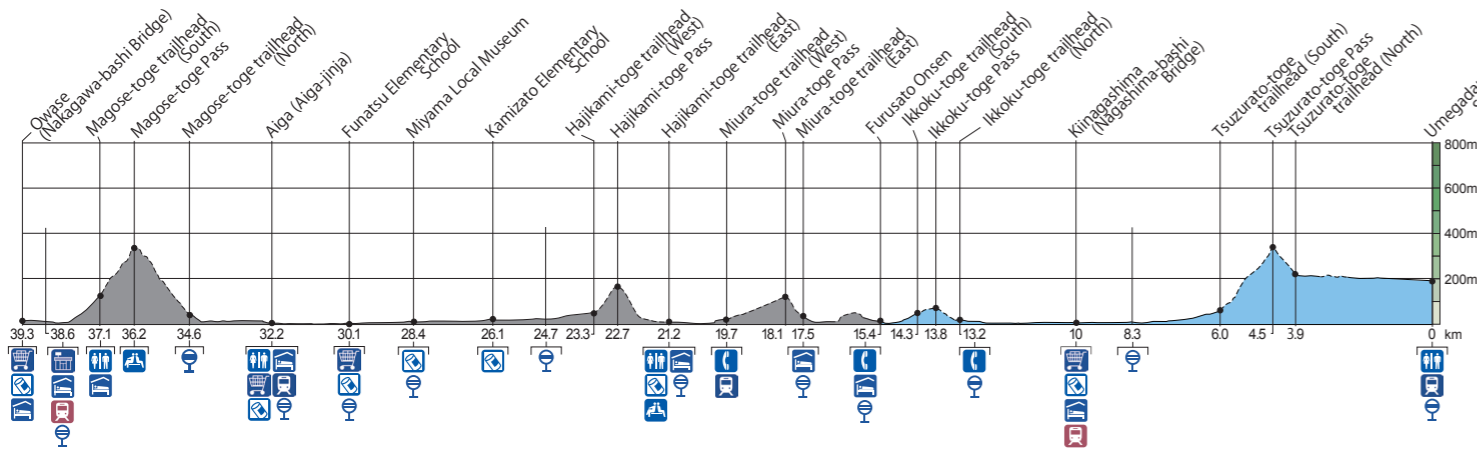 Owase
(Nakagawa-bashi Bridge)
Magose-toge trailhead
(South)
Magose-toge Pass
Magose-toge trailhead
(North)
Aiga (Aiga-jinja)
Funatsu Elementary
School
Miyama Local Museum
Kamizato Elementary
School
Hajikami-toge trailhead
(West)
Hajikami-toge Pass
Hajikami-toge trailhead
(East)
Miura-toge trailhead
(West)
Miura-toge Pass
Miura-toge trailhead
(East)
Furusato Onsen
Ikkoku-toge trailhead
(South)
Ikkoku-toge Pass
Ikkoku-toge trailhead
(North)
Kiinagashima
(Nagashima-bashi
Bridge)
Tsuzurato-toge
trailhead (South)
Tsuzurato-toge Pass
Tsuzurato-toge
trailhead (North)
Umegada
800m
600m
400m
200m
39.3 38.6 37.1 36.2 34.6 32.2 30.1 28.4 26.1 24.7 23.3 22.7 21.2 19.7 18.1 17.5 15.4 14.3 13.8 13.2 10 8.3 6.0 4.5 3.9 0 km